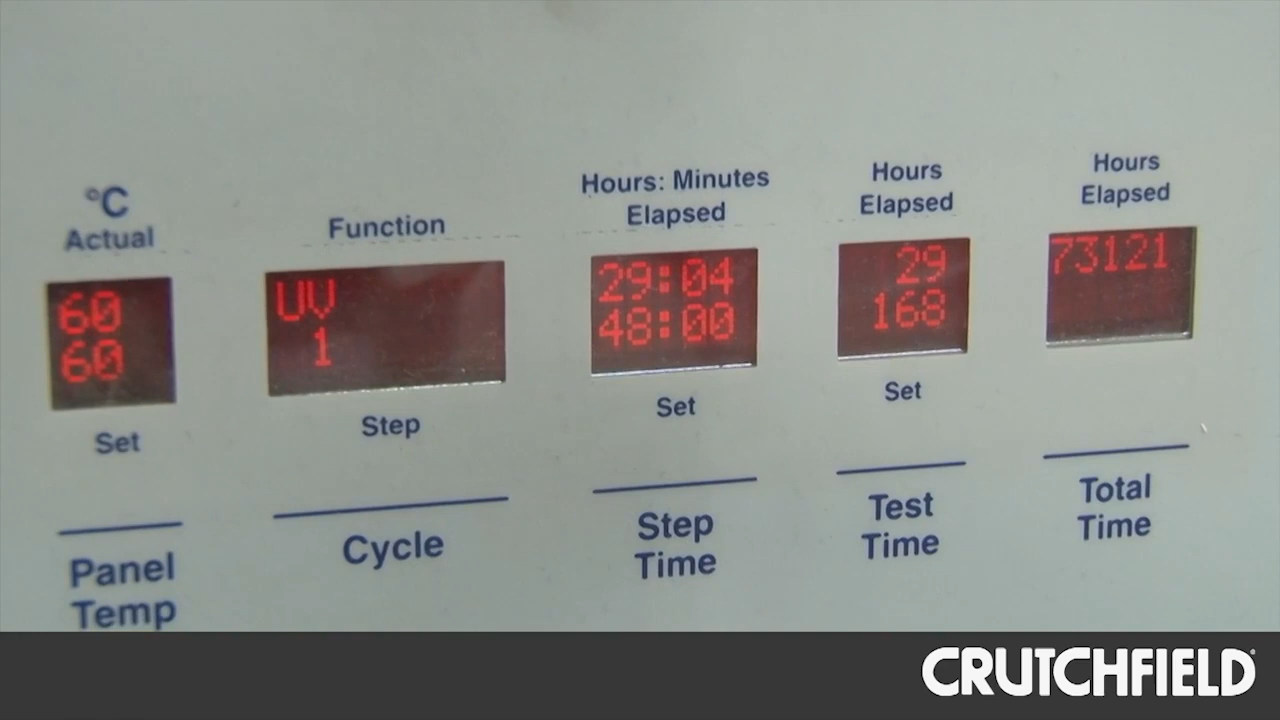 °C
Actual
60
60
Set
Panel
Temp
Function
UV
1
Step
Cycle
Hours: Minutes
Elapsed
29:04
48:00
Set
Step
Time
Hours
Elapsed
29
168
Set
Test
Time
Hours
Elapsed
73121
Total
Time
CRUTCHFIELD